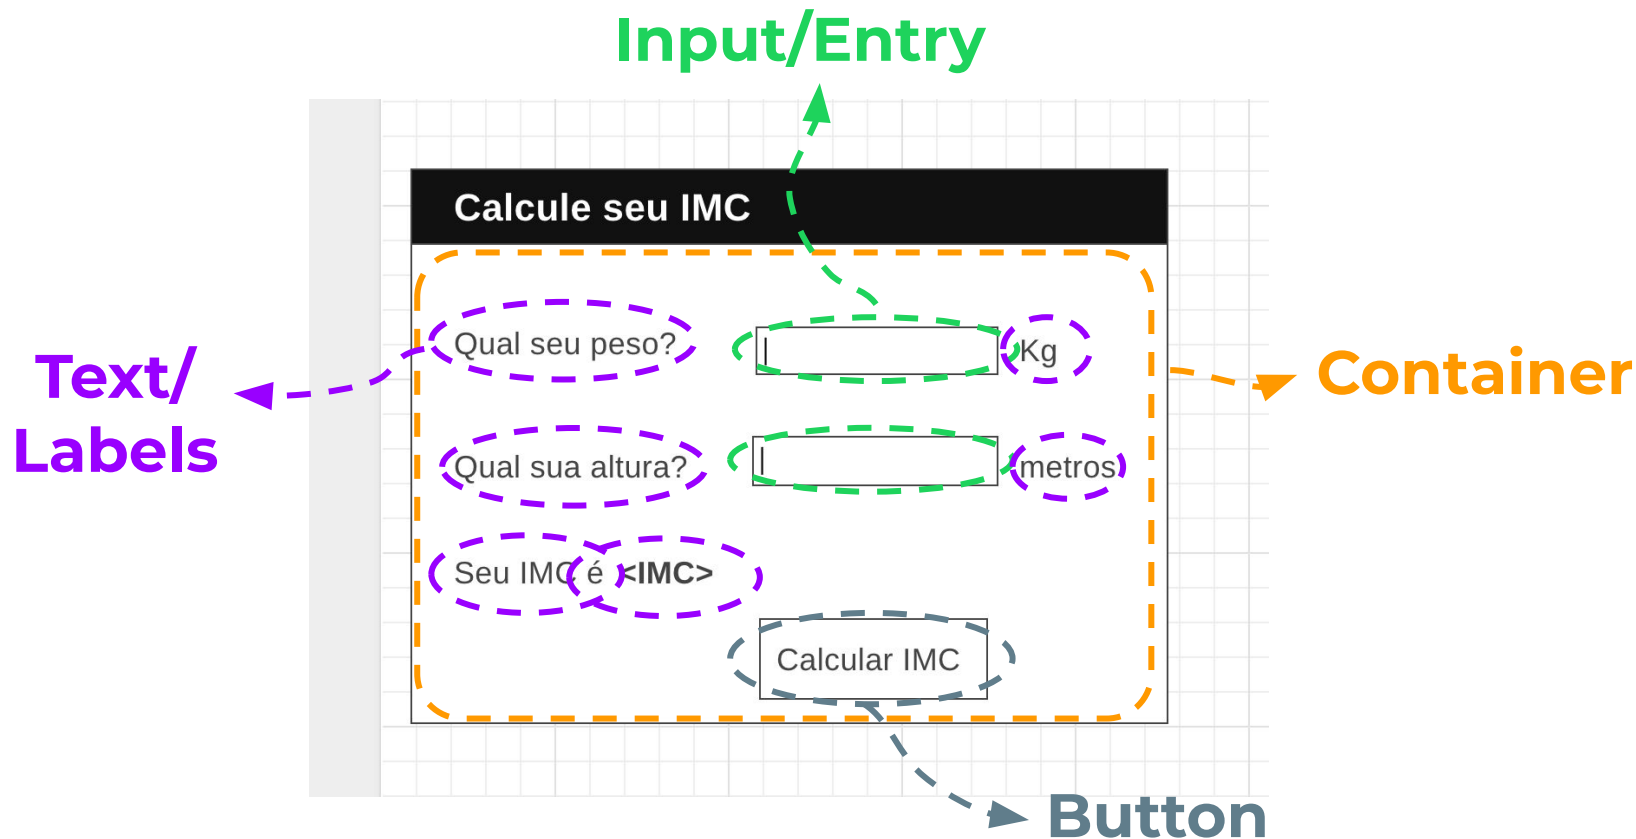 Input/Entry
Calcule seu IMC
Qual seu peso?
Kg
Text/
Labels
Container
Qual sua altura?
metros
Seu IMC é <IMC>
Calcular IMC
Button